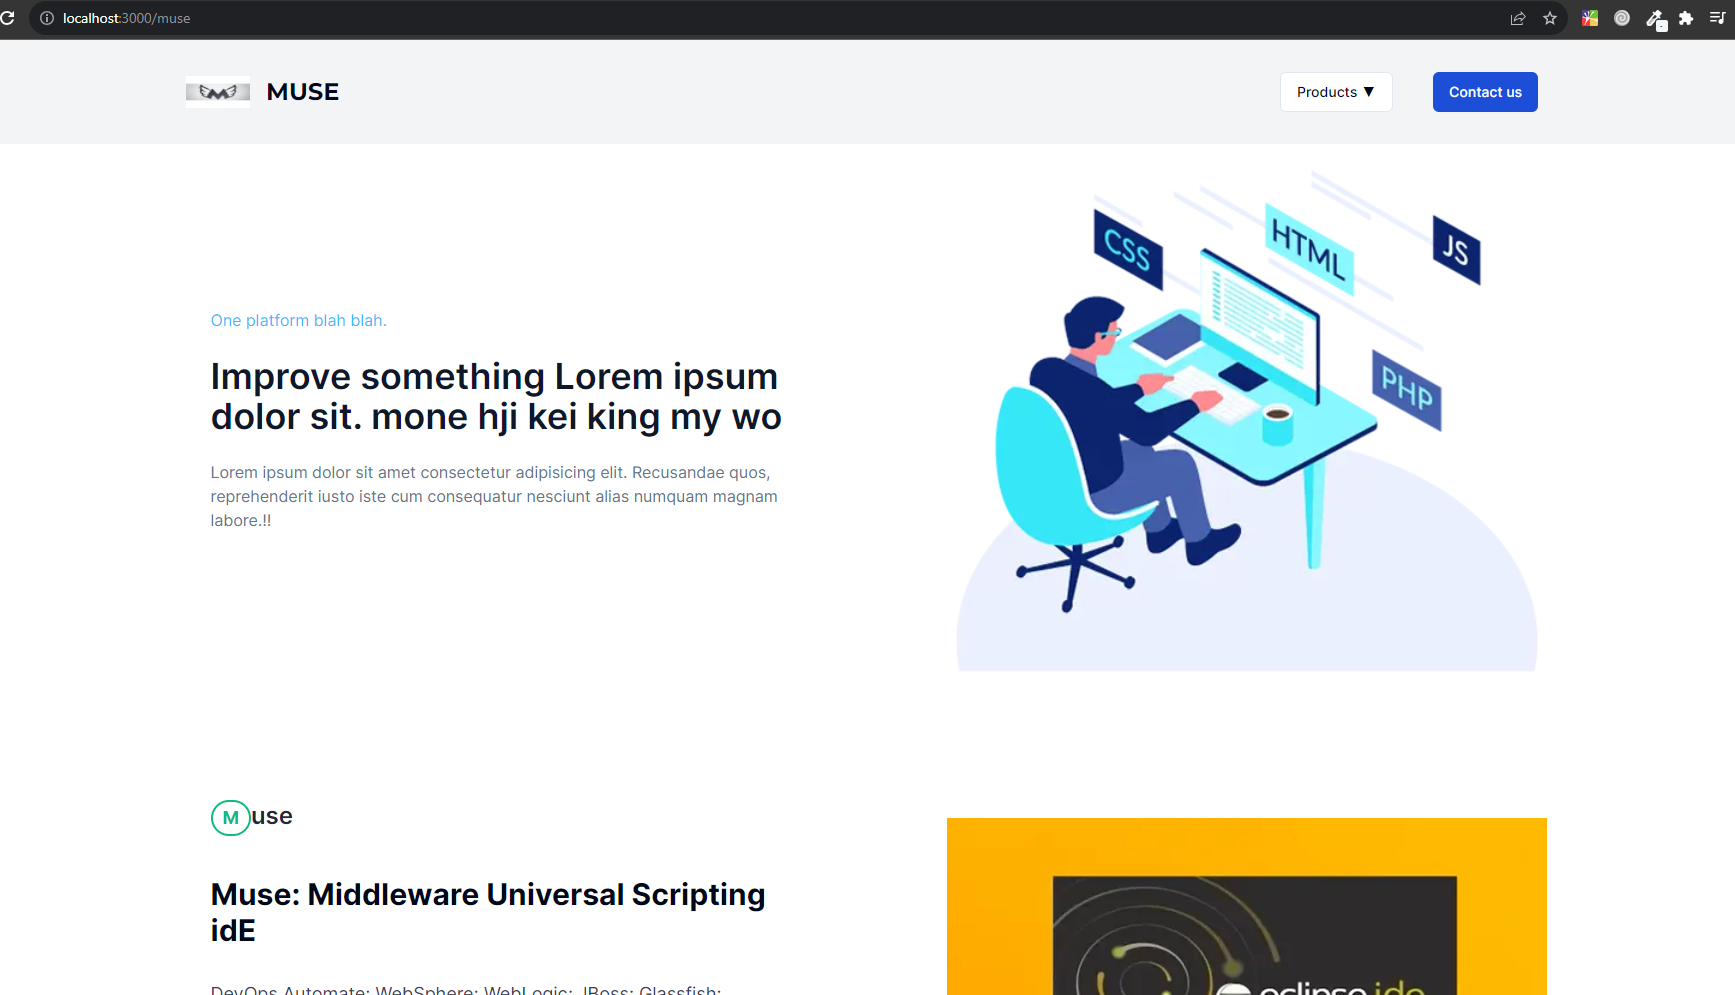 localhost:3000/muse
MUSE
Products ▼
Contact us
CSS
HTML
JS
PHP
One platform blah blah.
Improve something Lorem ipsum
dolor sit. mone hji kei king my wo
Lorem ipsum dolor sit amet consectetur adipisicing elit. Recusandae quos,
reprehenderit iusto iste cum consequatur nesciunt alias numquam magnam
labore.!!
Muse
Muse: Middleware Universal Scripting
idE
DevOps Automate: WebSphere; WebLogic; JBoss; Glassfish;
eclipse ide